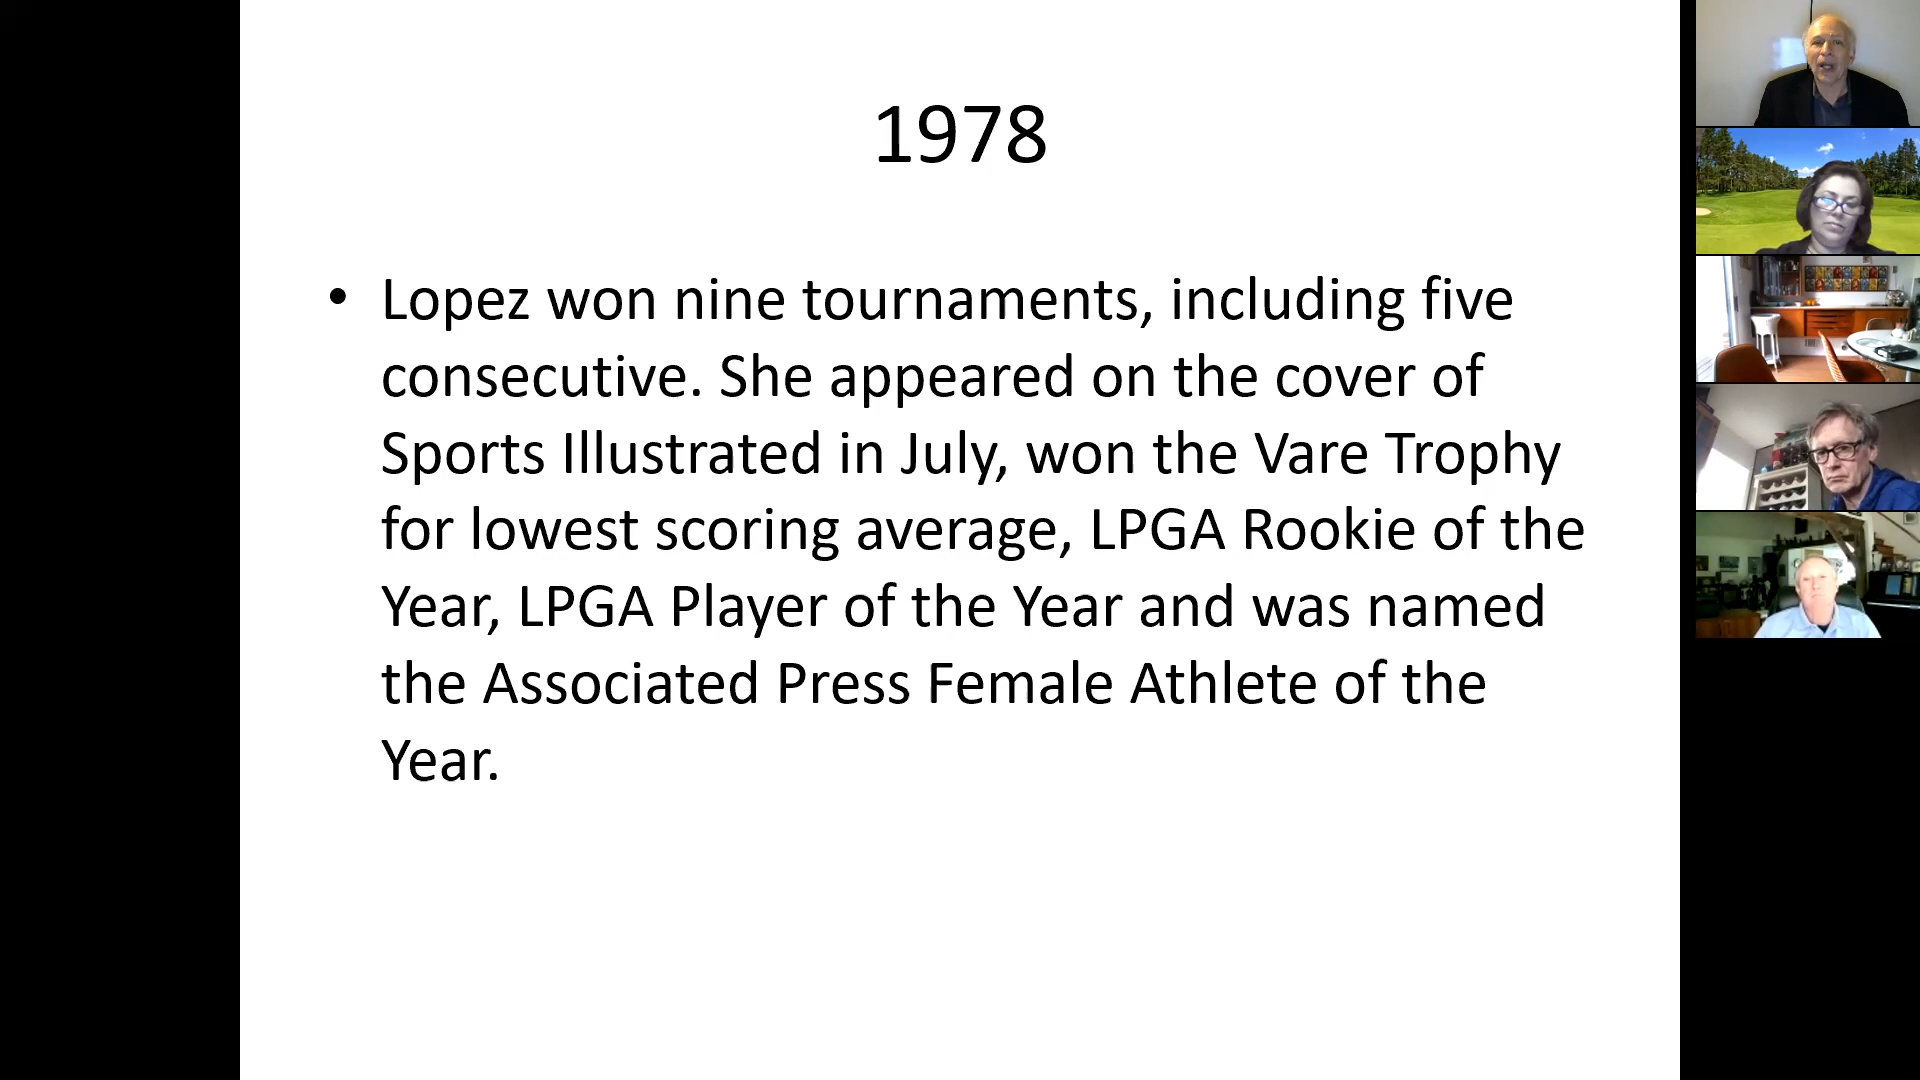 1978
• Lopez won nine tournaments, including five
consecutive. She appeared on the cover of
Sports Illustrated in July, won the Vare Trophy
for lowest scoring average, LPGA Rookie of the
Year, LPGA Player of the Year and was named
the Associated Press Female Athlete of the
Year.